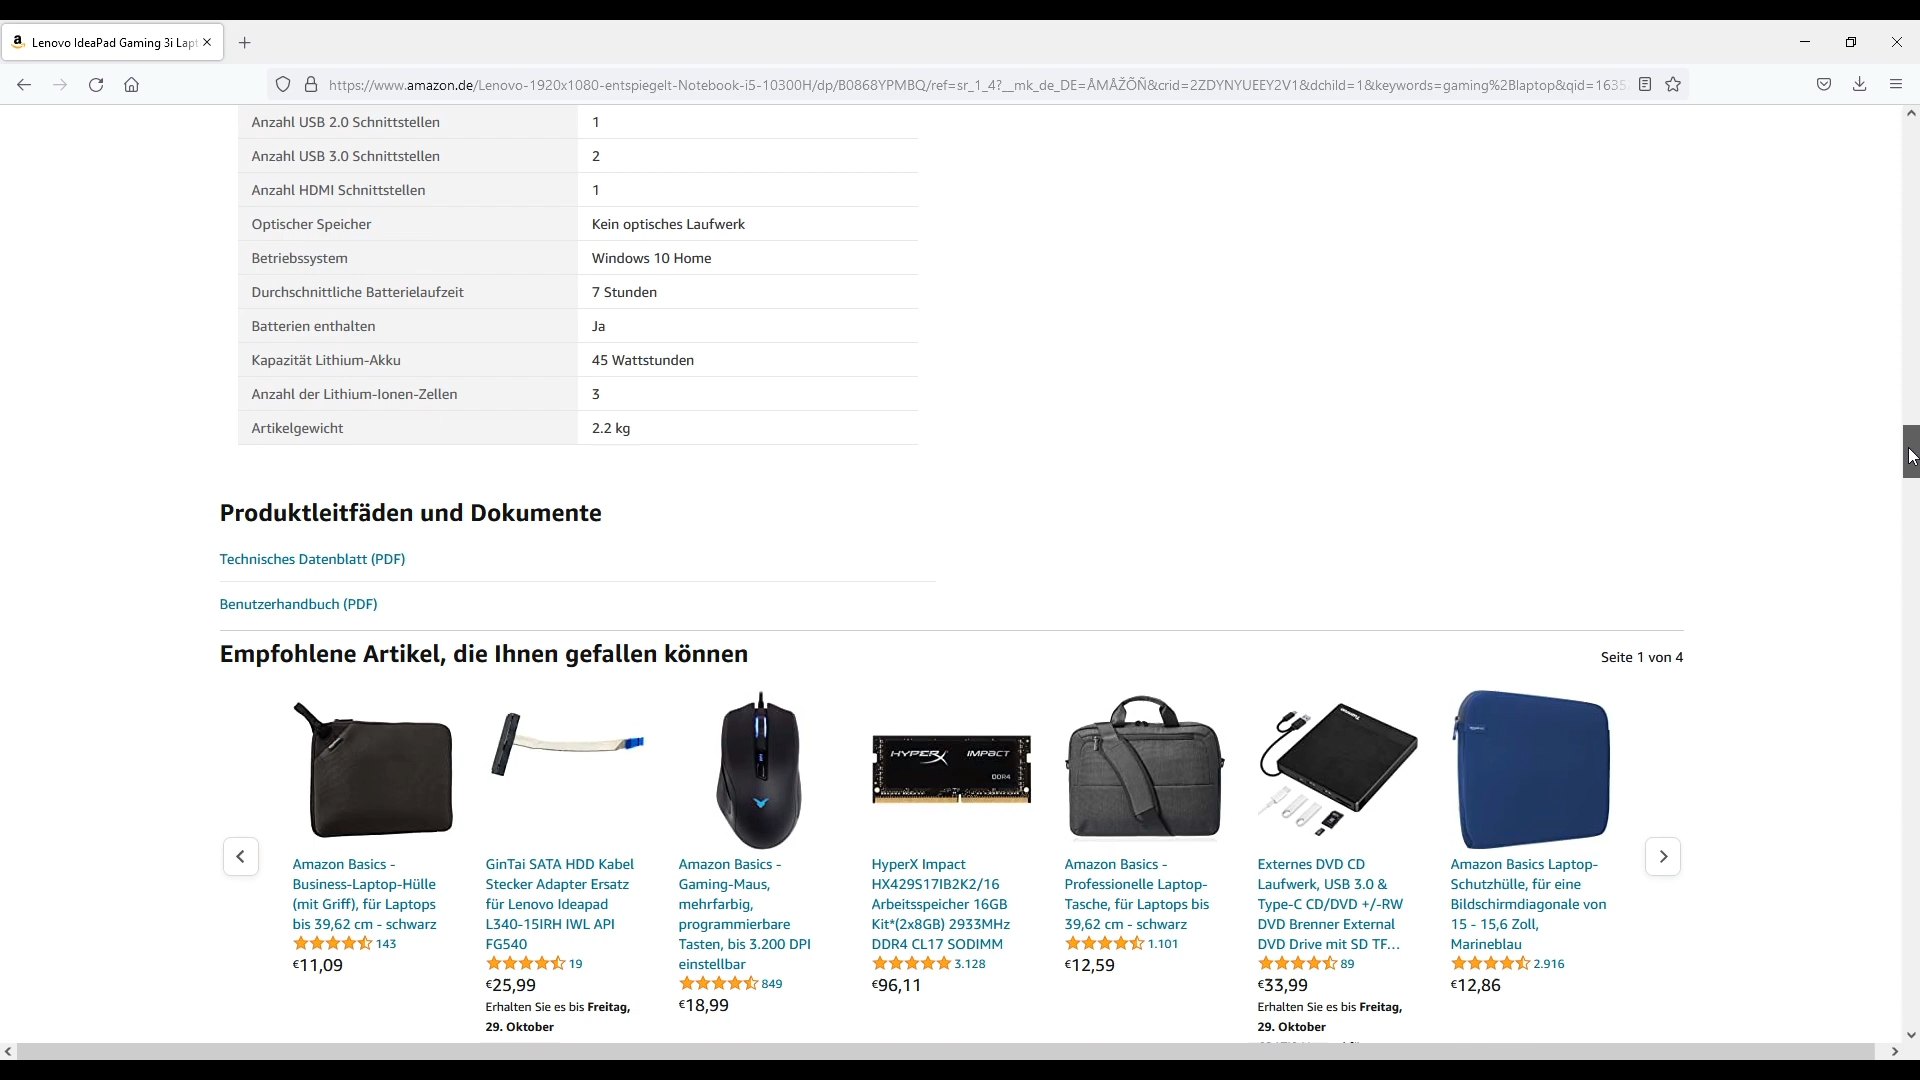 Lenovo IdeaPad Gaming 3i Lapt
https://www.amazon.de/Lenovo-1920x1080-entspiegelt-Notebook-i5-10300H/dp/B0868YPMBQ/ref=sr_1_4?__mk_de_DE=ÅMÅŽÕÑ&crid=2ZDYNYUEEY2V1&dchild=1&keywords=gaming%2Blaptop&qid=1635
Anzahl USB 2.0 Schnittstellen 1
Anzahl USB 3.0 Schnittstellen 2
Anzahl HDMI Schnittstellen 1
Optischer Speicher Kein optisches Laufwerk
Betriebssystem Windows 10 Home
Durchschnittliche Batterielaufzeit 7 Stunden
Batterien enthalten Ja
Kapazität Lithium-Akku 45 Wattstunden
Anzahl der Lithium-Ionen-Zellen 3
Artikelgewicht 2.2 kg
Produktleitfäden und Dokumente
Technisches Datenblatt (PDF)
Benutzerhandbuch (PDF)
Empfohlene Artikel, die Ihnen gefallen können
Seite 1 von 4
HYPERX IMPACT
DDR4
Amazon Basics -
Business-Laptop-Hülle
(mit Griff), für Laptops
bis 39,62 cm - schwarz
143
€11,09
GinTai SATA HDD Kabel
Stecker Adapter Ersatz
für Lenovo Ideapad
L340-15IRH IWL API
FG540
19
€25,99
Erhalten Sie es bis Freitag,
29. Oktober
Amazon Basics -
Gaming-Maus,
mehrfarbig,
programmierbare
Tasten, bis 3.200 DPI
einstellbar
849
€18,99
HyperX Impact
HX429S17IB2K2/16
Arbeitsspeicher 16GB
Kit*(2x8GB) 2933MHz
DDR4 CL17 SODIMM
3.128
€96,11
Amazon Basics -
Professionelle Laptop-
Tasche, für Laptops bis
39,62 cm - schwarz
1.101
€12,59
Externes DVD CD
Laufwerk, USB 3.0 &
Type-C CD/DVD +/-RW
DVD Brenner External
DVD Drive mit SD TF...
89
€33,99
Erhalten Sie es bis Freitag,
29. Oktober
Amazon Basics Laptop-
Schutzhülle, für eine
Bildschirmdiagonale von
15 - 15,6 Zoll,
Marineblau
2.916
€12,86